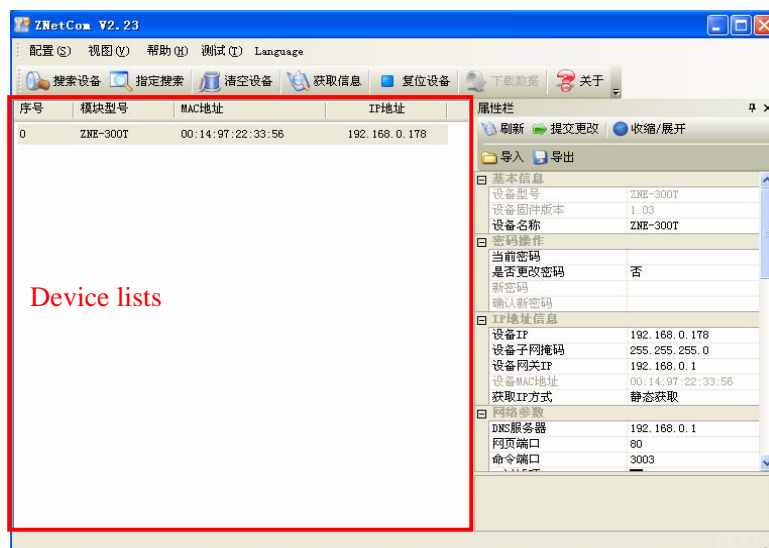 ZNetCom V2.23
配置(S) 视图(V) 帮助(H) 测试(T) Language
搜索设备 指定搜索 清空设备 获取信息 复位设备 下载数据 关于
序号 模块型号 MAC地址 IP地址
0 ZNE-300T 00:14:97:22:33:56 192.168.0.178
Device lists
属性栏
刷新 提交更改 收缩/展开
导入 导出
基本信息
设备型号 ZNE-300T
设备固件版本 1.03
设备名称 ZNE-300T
密码操作
当前密码
是否更改密码 否
新密码
确认新密码
IP地址信息
设备IP 192.168.0.178
设备子网掩码 255.255.255.0
设备网关IP 192.168.0.1
设备MAC地址 00:14:97:22:33:56
获取IP方式 静态获取
网络参数
DNS服务器 192.168.0.1
网页端口 80
命令端口 3003